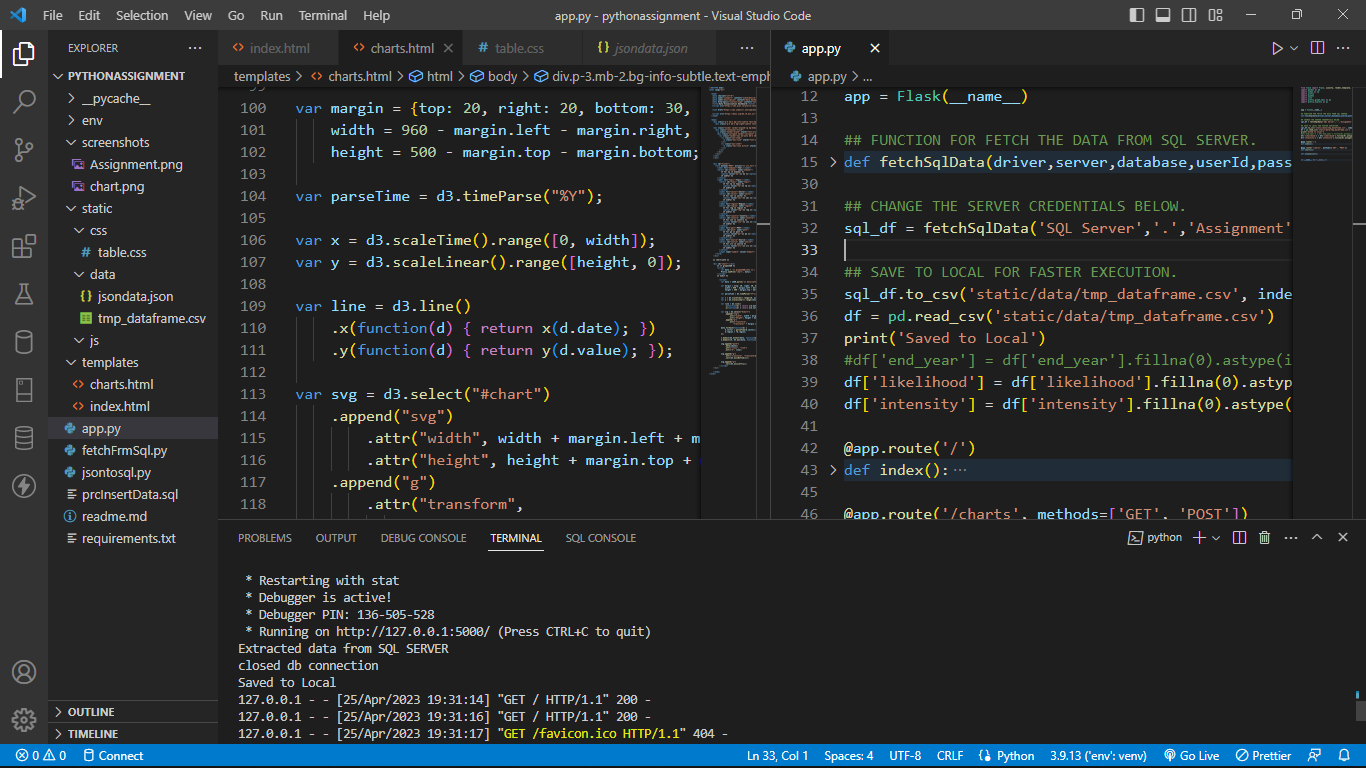 File Edit Selection View Go Run Terminal Help app.py - pythonassignment - Visual Studio Code
EXPLORER
PYTHONASSIGNMENT
__pycache__
env
screenshots
Assignment.png
chart.png
static
css
# table.css
data
{} jsondata.json
tmp_dataframe.csv
js
templates
<> charts.html
<> index.html
app.py
fetchFrmSql.py
jsontosql.py
prcInsertData.sql
readme.md
requirements.txt
OUTLINE
TIMELINE
<> index.html <> charts.html # table.css {} jsondata.json
templates > <> charts.html > html > body > div.p-3.mb-2.bg-info-subtle.text-emph
99
100 var margin = {top: 20, right: 20, bottom: 30,
101 width = 960 - margin.left - margin.right,
102 height = 500 - margin.top - margin.bottom;
103
104 var parseTime = d3.timeParse("%Y");
105
106 var x = d3.scaleTime().range([0, width]);
107 var y = d3.scaleLinear().range([height, 0]);
108
109 var line = d3.line()
110 .x(function(d) { return x(d.date); })
111 .y(function(d) { return y(d.value); });
112
113 var svg = d3.select("#chart")
114 .append("svg")
115 .attr("width", width + margin.left + m
116 .attr("height", height + margin.top +
117 .append("g")
118 .attr("transform",
app.py
app.py > ...
12 app = Flask(__name__)
13
14 ## FUNCTION FOR FETCH THE DATA FROM SQL SERVER.
15 def fetchSqlData(driver,server,database,userId,pass
30
31 ## CHANGE THE SERVER CREDENTIALS BELOW.
32 sql_df = fetchSqlData('SQL Server','.','Assignment'
33
34 ## SAVE TO LOCAL FOR FASTER EXECUTION.
35 sql_df.to_csv('static/data/tmp_dataframe.csv', inde
36 df = pd.read_csv('static/data/tmp_dataframe.csv')
37 print('Saved to Local')
38 #df['end_year'] = df['end_year'].fillna(0).astype(i
39 df['likelihood'] = df['likelihood'].fillna(0).astyp
40 df['intensity'] = df['intensity'].fillna(0).astype(
41
42 @app.route('/')
43 def index():···
45
46 @app.route('/charts', methods=['GET', 'POST'])
PROBLEMS OUTPUT DEBUG CONSOLE TERMINAL SQL CONSOLE python
* Restarting with stat
* Debugger is active!
* Debugger PIN: 136-505-528
* Running on http://127.0.0.1:5000/ (Press CTRL+C to quit)
Extracted data from SQL SERVER
closed db connection
Saved to Local
127.0.0.1 - - [25/Apr/2023 19:31:14] "GET / HTTP/1.1" 200 -
127.0.0.1 - - [25/Apr/2023 19:31:16] "GET / HTTP/1.1" 200 -
127.0.0.1 - - [25/Apr/2023 19:31:17] "GET /favicon.ico HTTP/1.1" 404 -
0 0 Connect Ln 33, Col 1 Spaces: 4 UTF-8 CRLF Python 3.9.13 ('env': venv) Go Live Prettier